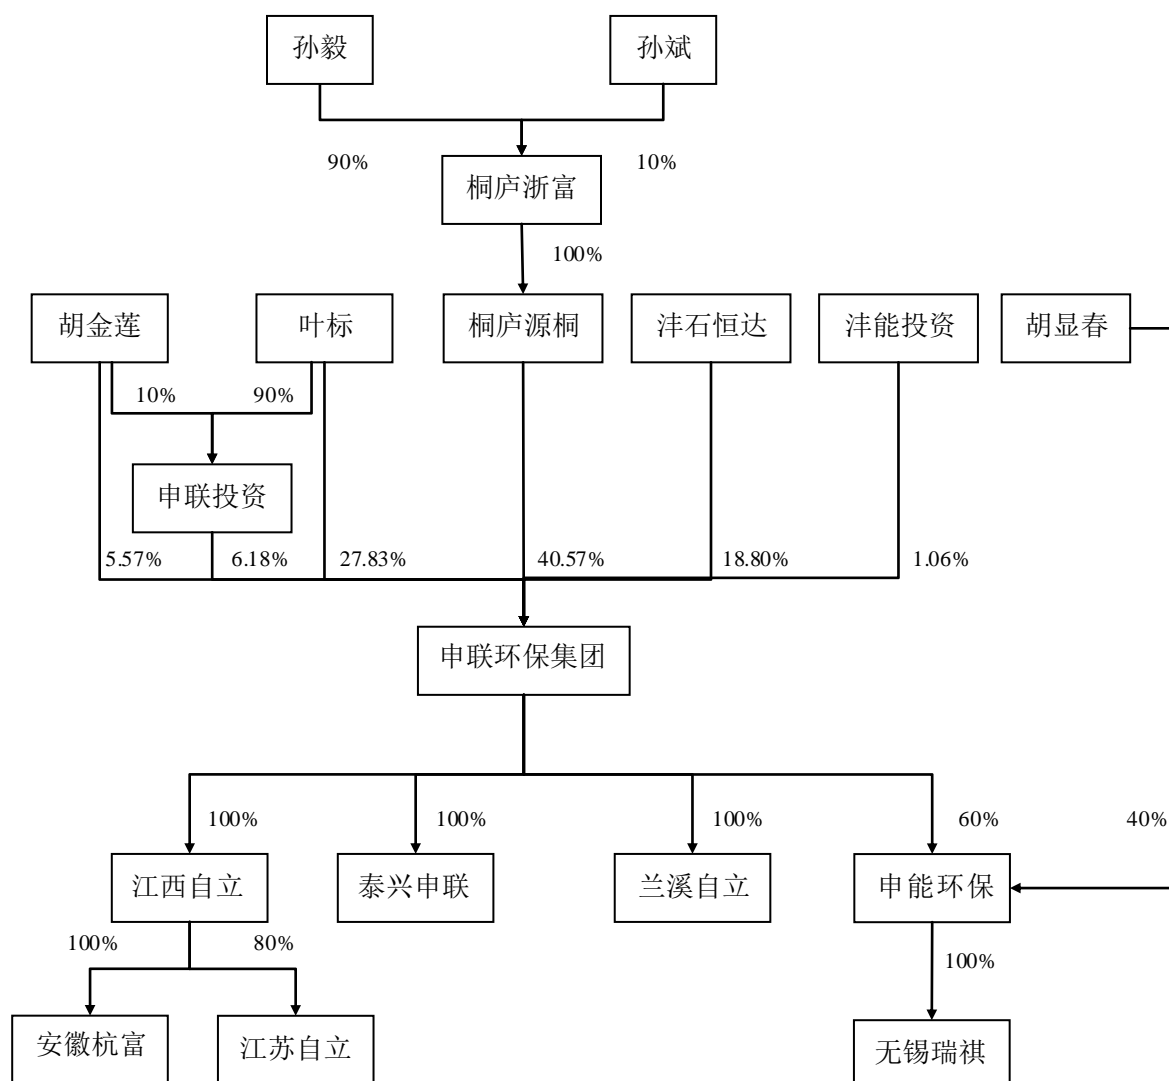 孙毅
孙斌
90%
10%
桐庐浙富
100%
胡金莲
叶标
桐庐源桐
沣石恒达
沣能投资
胡显春
10%
90%
申联投资
5.57%
6.18%
27.83%
40.57%
18.80%
1.06%
申联环保集团
100%
100%
100%
60%
40%
江西自立
泰兴申联
兰溪自立
申能环保
100%
80%
100%
安徽杭富
江苏自立
无锡瑞祺